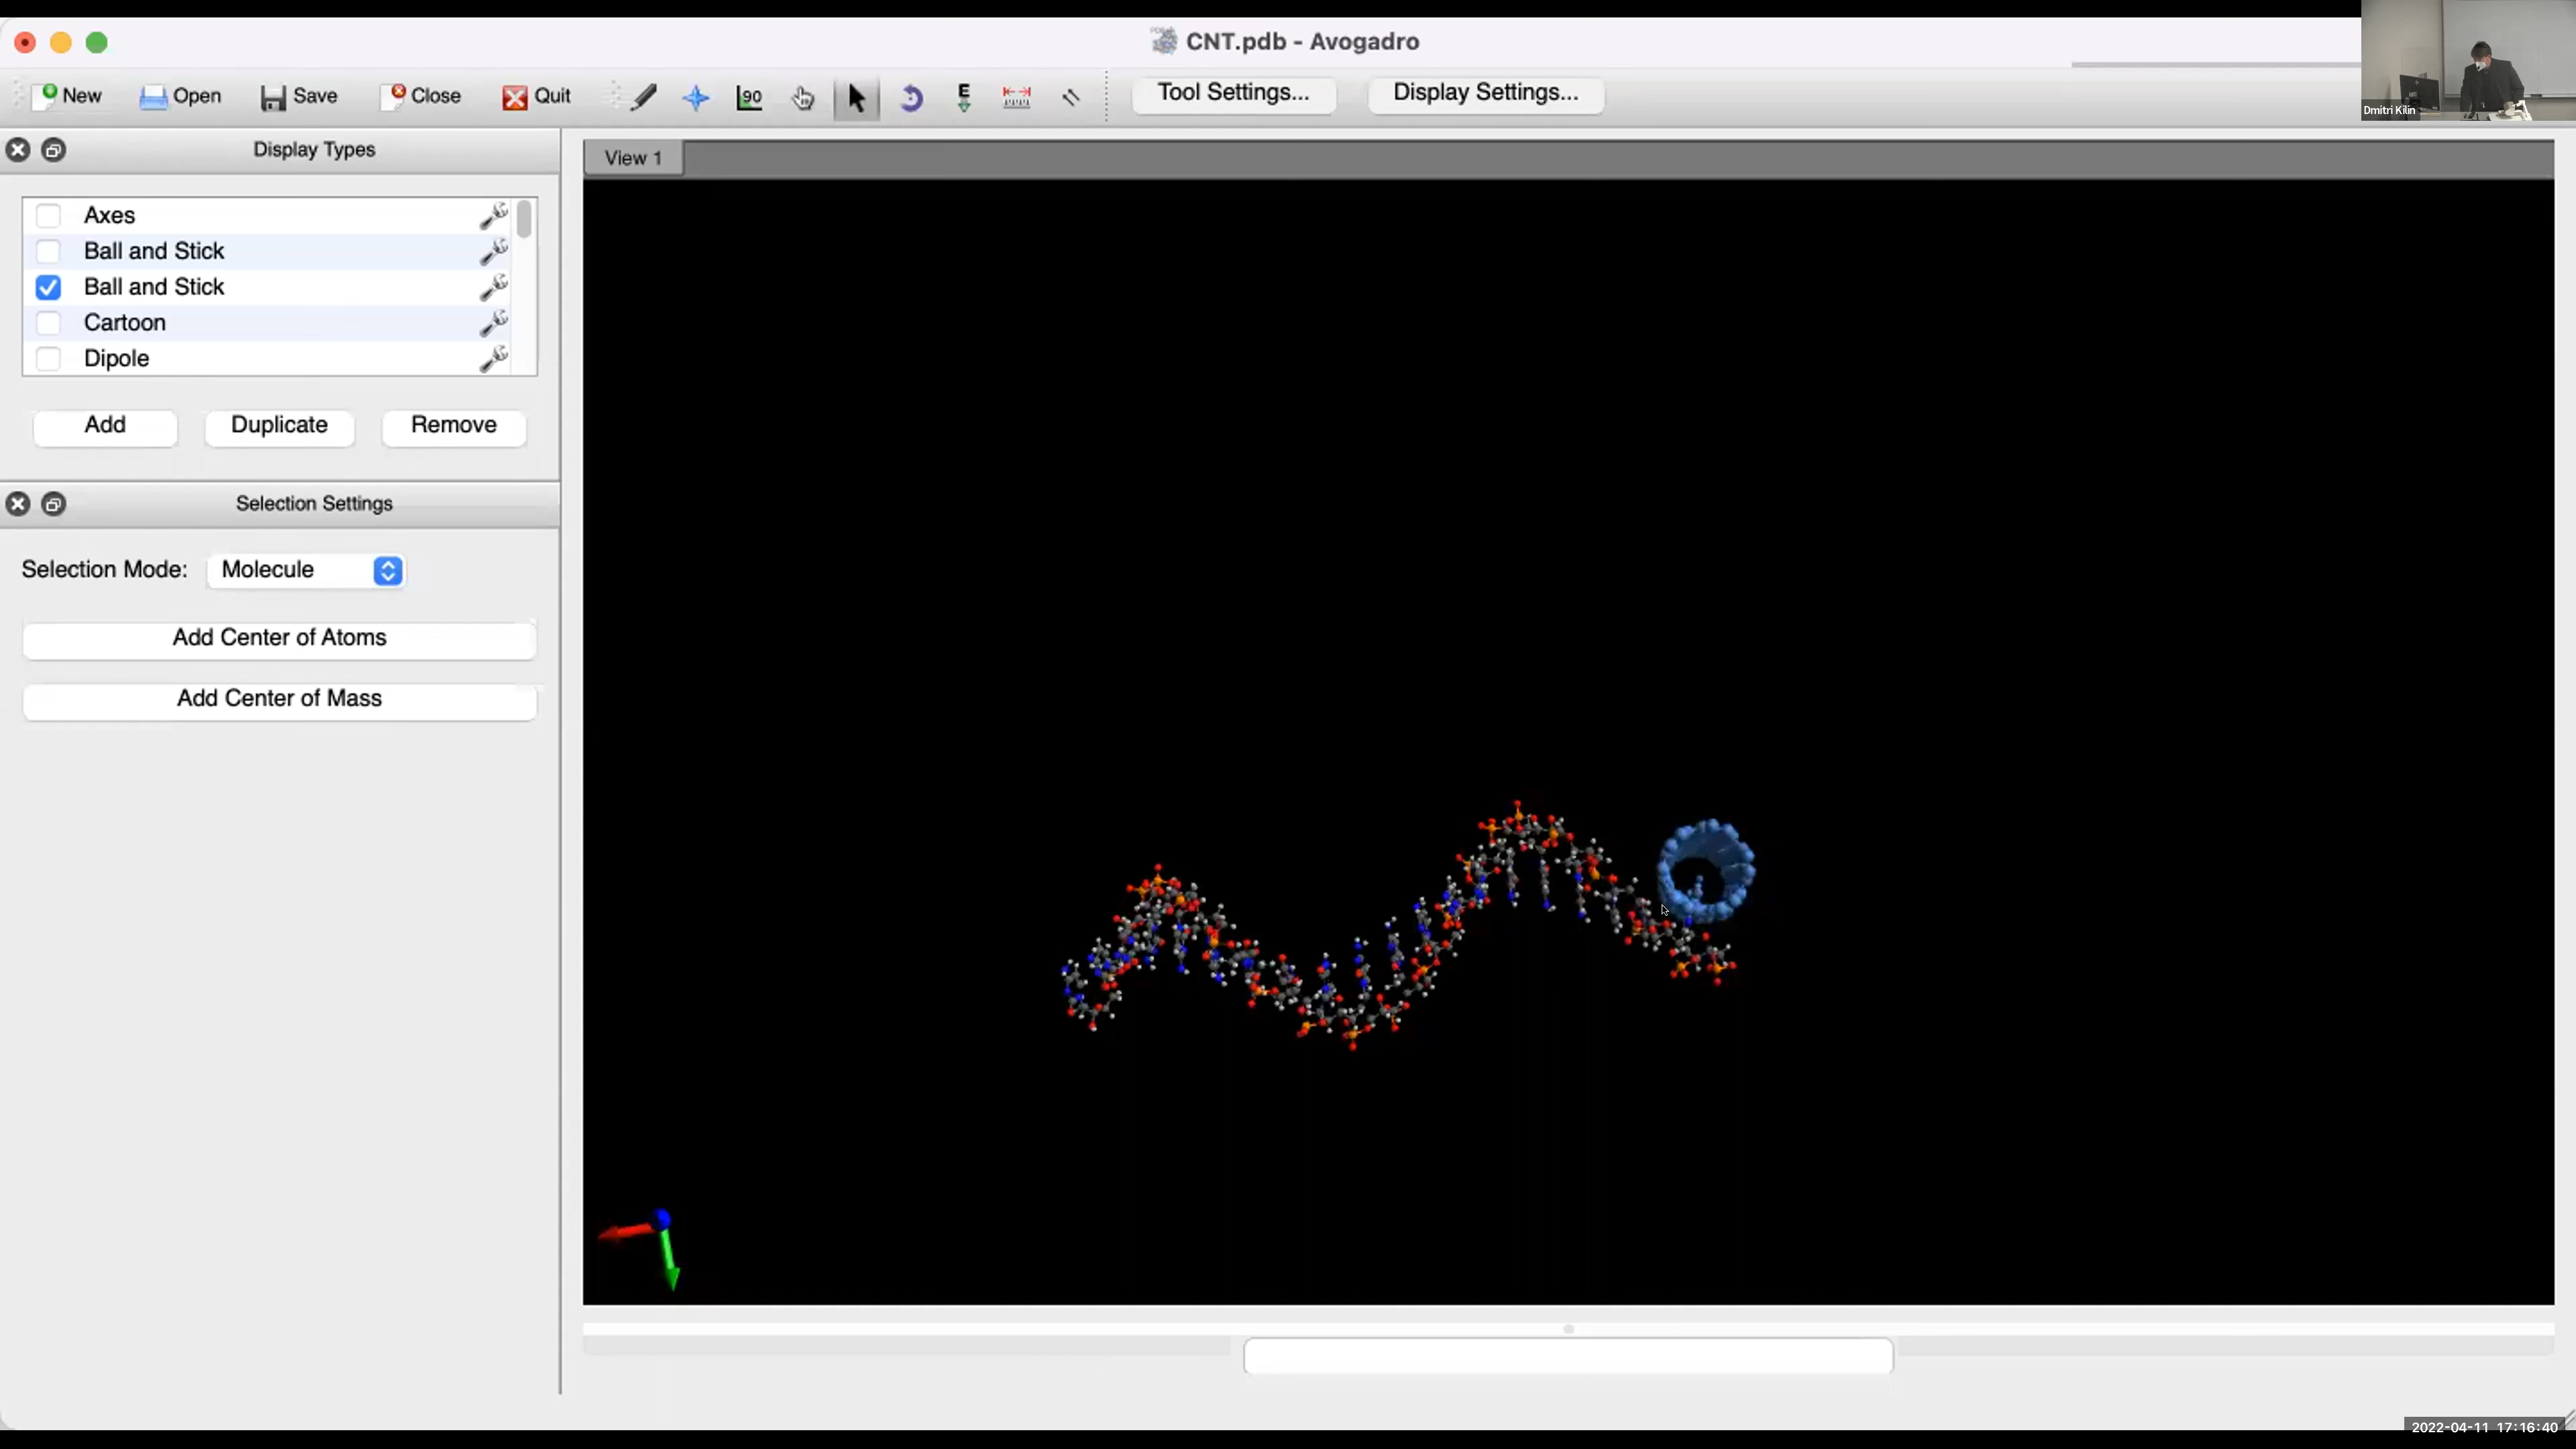 CNT.pdb - Avogadro
New Open Save Close Quit 90 E Tool Settings... Display Settings...
Dmitri Kilin
Display Types
View 1
Axes
Ball and Stick
Ball and Stick
Cartoon
Dipole
Add Duplicate Remove
Selection Settings
Selection Mode: Molecule
Add Center of Atoms
Add Center of Mass
2022-04-11 17:16:40